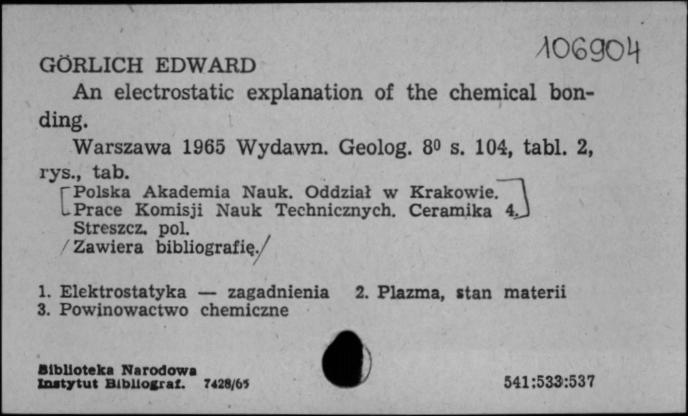 106904
GÖRLICH EDWARD
An electrostatic explanation of the chemical bon-
ding.
Warszawa 1965 Wydawn. Geolog. 8⁰ s. 104, tabl. 2,
rys., tab.
[Polska Akademia Nauk. Oddział w Krakowie.
Prace Komisji Nauk Technicznych. Ceramika 4.]
Streszcz. pol.
/Zawiera bibliografię./
1. Elektrostatyka — zagadnienia 2. Plazma, stan materii
3. Powinowactwo chemiczne
Biblioteka Narodowa
Instytut Bibliograf. 7428/65
541:533:537